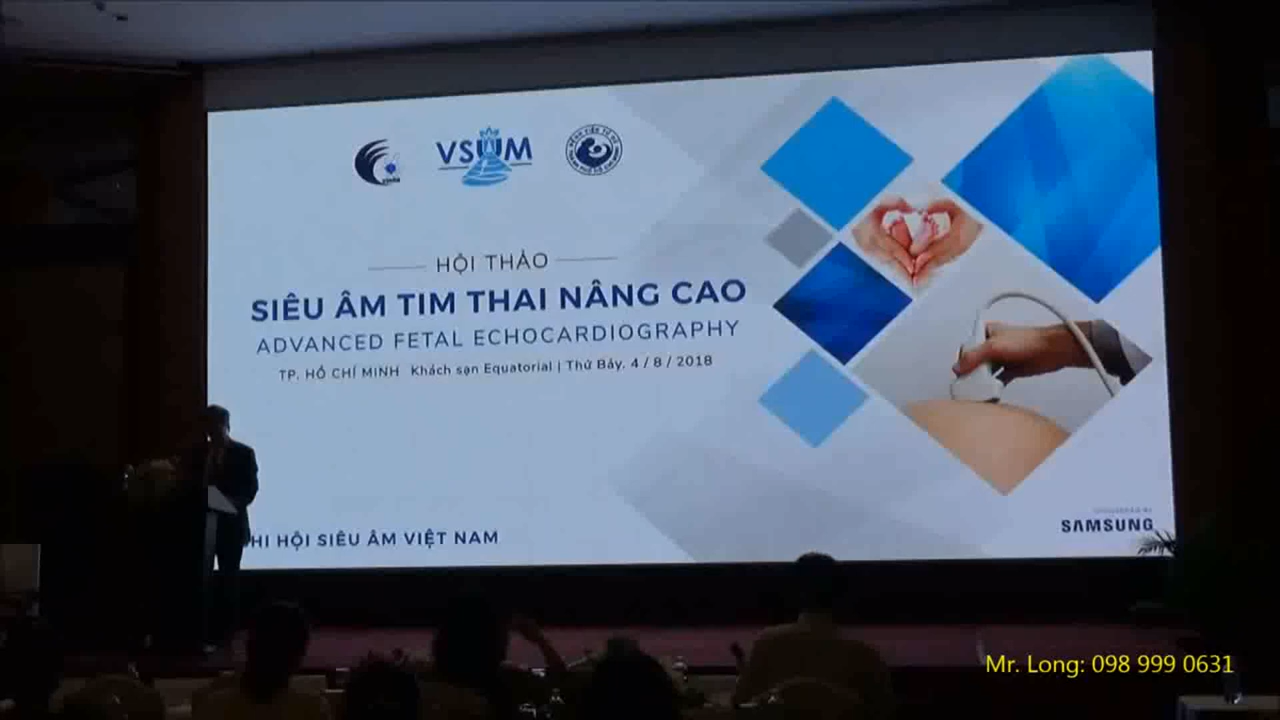 VSUM
HỘI THẢO
SIÊU ÂM TIM THAI NÂNG CAO
ADVANCED FETAL ECHOCARDIOGRAPHY
TP. HỒ CHÍ MINH Khách sạn Equatorial | Thứ Bảy. 4 / 8 / 2018
HI HỘI SIÊU ÂM VIỆT NAM
SAMSUNG
Mr. Long: 098 999 0631